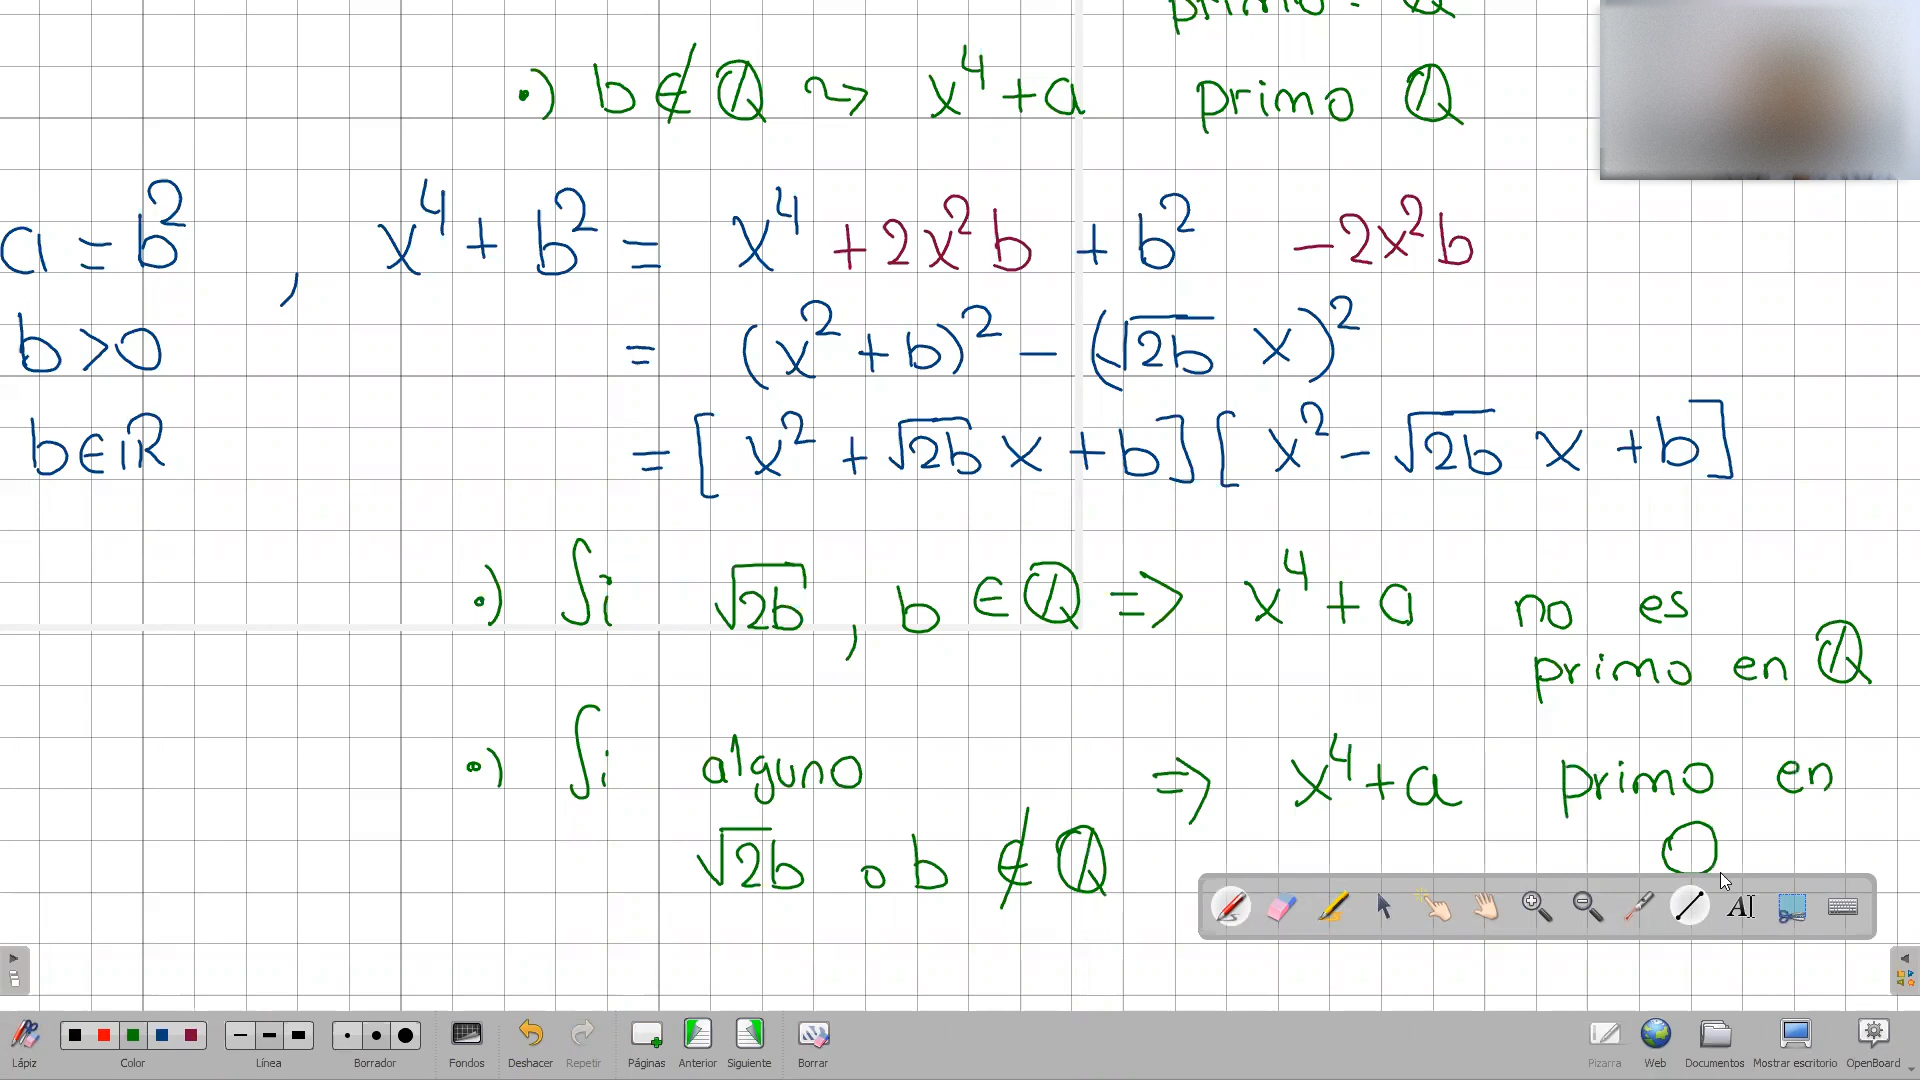 primo. Q
•) b ∉ ℚ ⤳ x⁴ + a primo ℚ
a = b² , x⁴ + b² = x⁴ + 2x²b + b² - 2x²b
b > 0 = (x² + b)² - (√2b x)²
b ∈ ℝ = [x² + √2b x + b] [x² - √2b x + b]
•) Si √2b , b ∈ ℚ => x⁴ + a no es
primo en ℚ
•) Si alguno => x⁴ + a primo en
√2b o b ∉ ℚ
Lápiz Color Línea Borrador Fondos Deshacer Repetir Páginas Anterior Siguiente Borrar Pizarra Web Documentos Mostrar escritorio OpenBoard